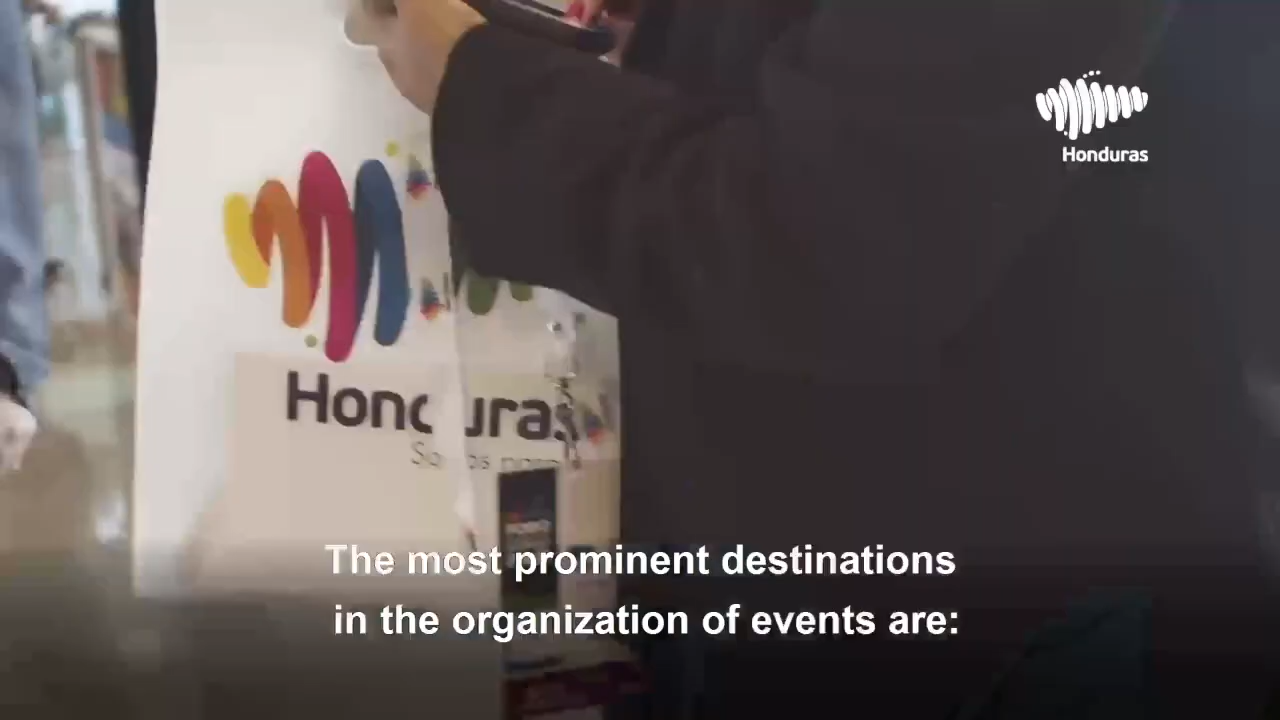 Honduras
Honduras
The most prominent destinations
in the organization of events are: